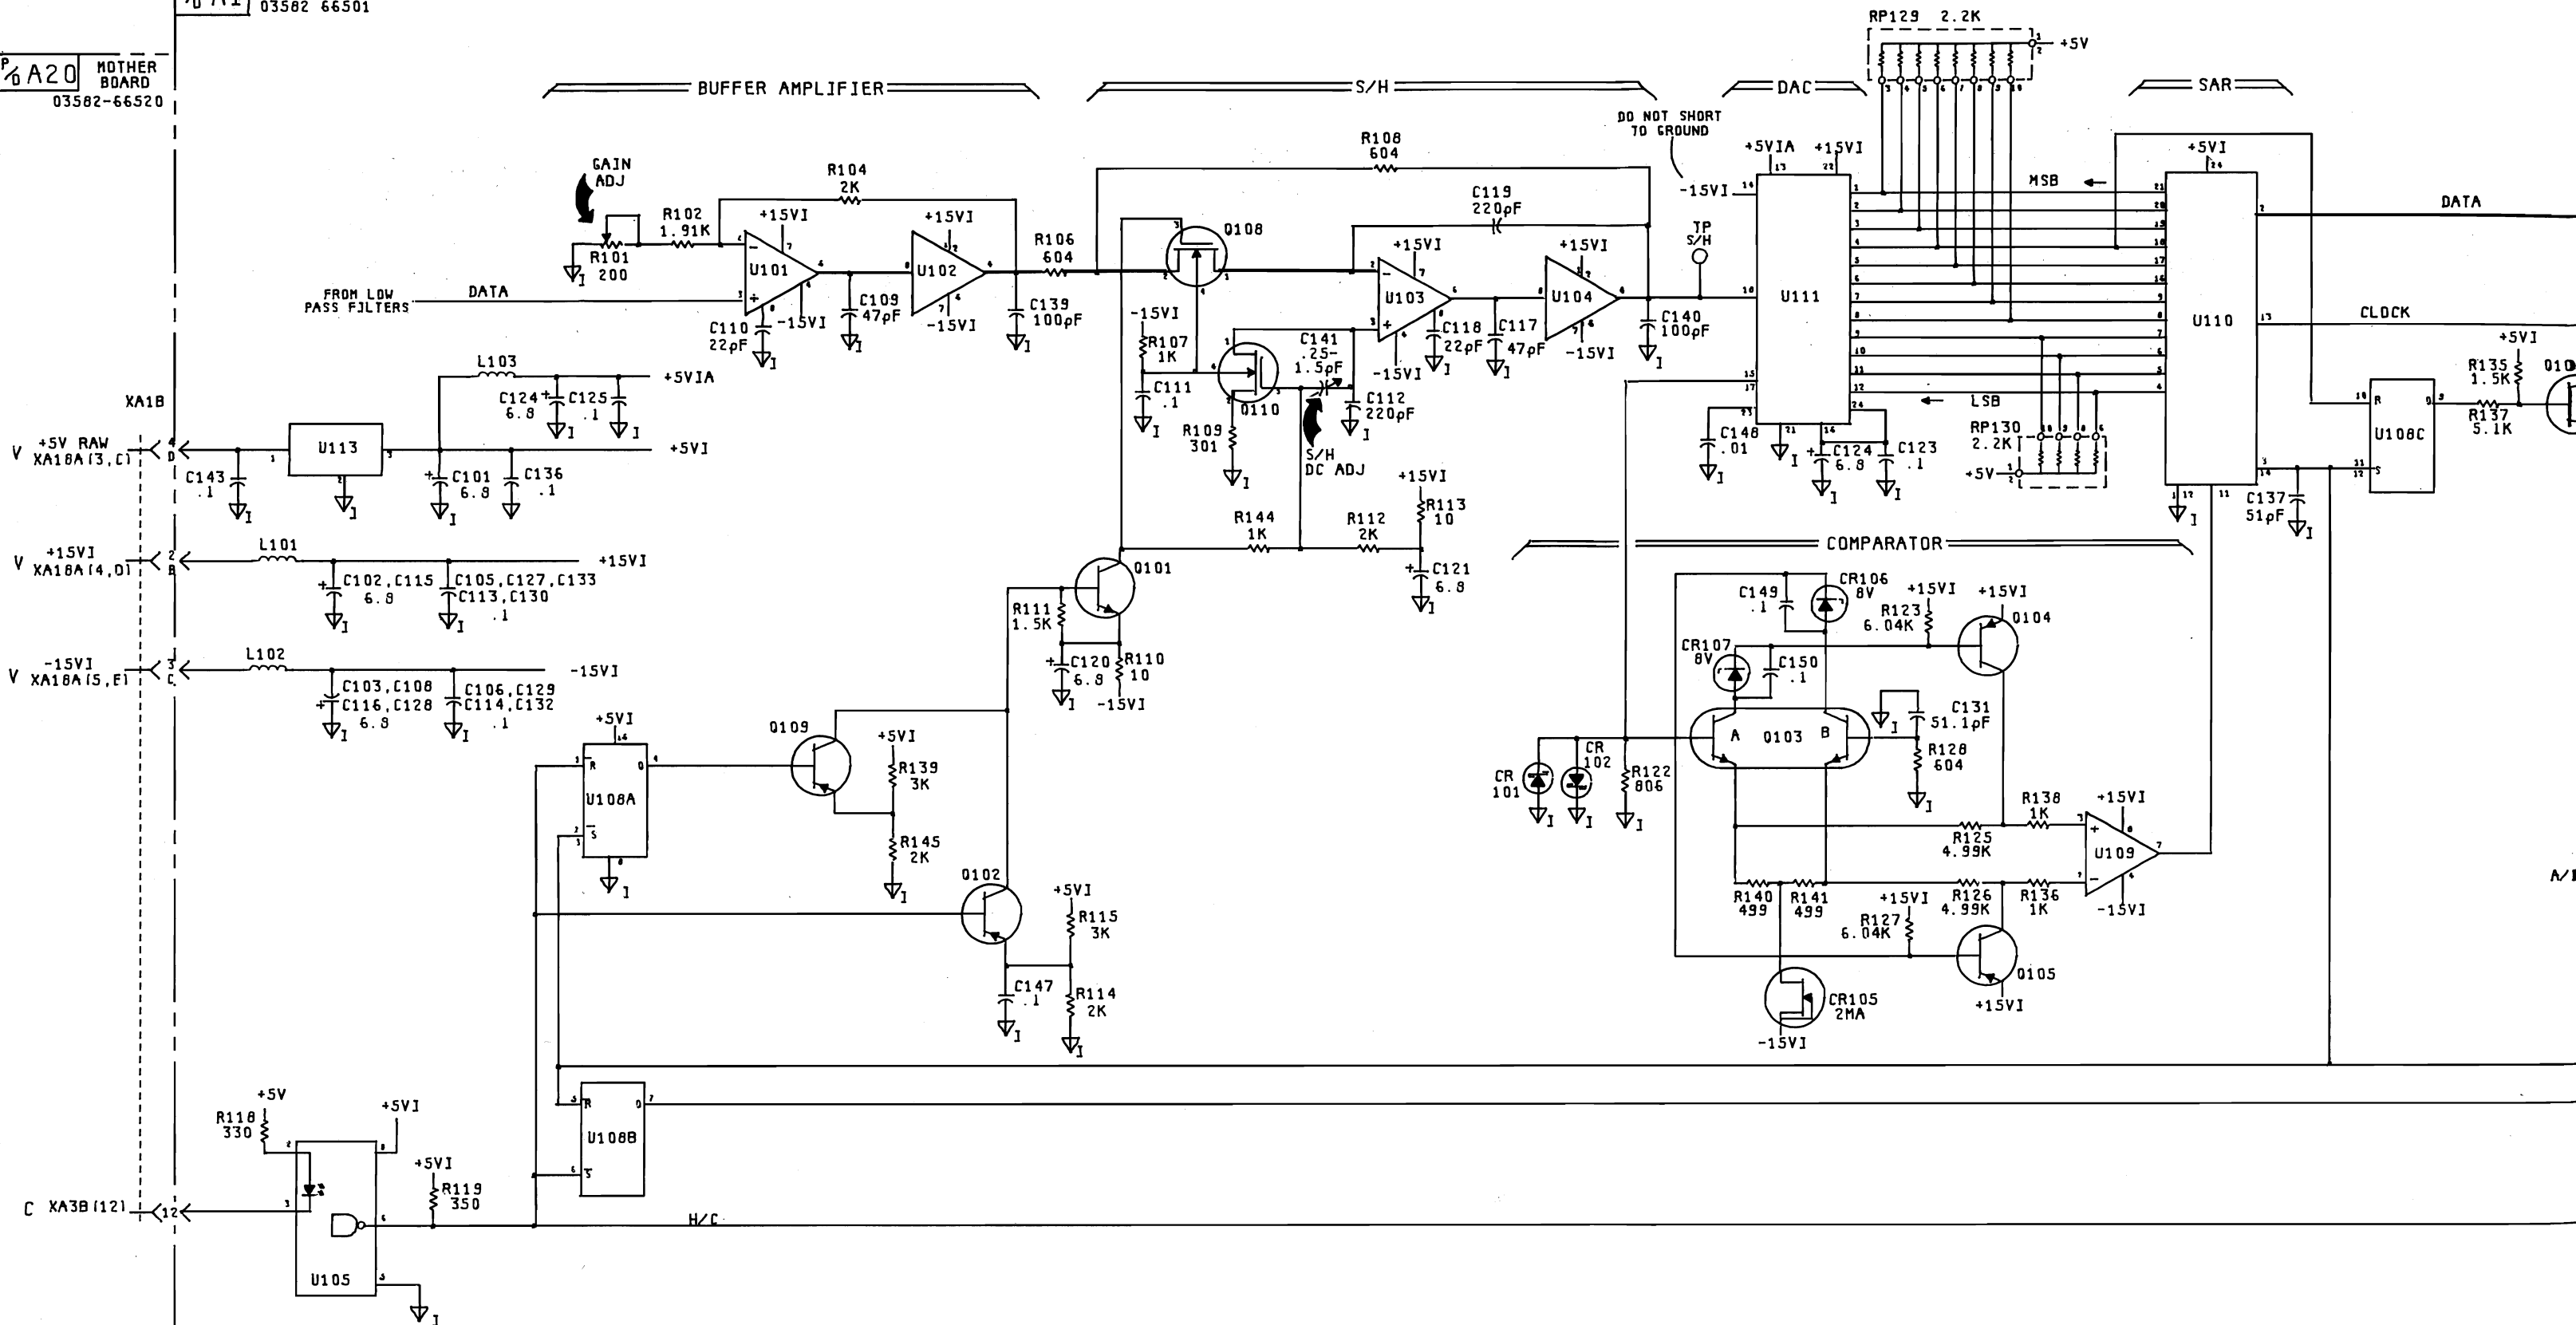 P/O A1
03582 66501
P/O A20
MOTHER
BOARD
03582-66520
BUFFER AMPLIFIER
S/H
DAC
SAR
RP129 2.2K
+5V
DO NOT SHORT
TO GROUND
GAIN
ADJ
R101
200
R102
1.91K
R104
2K
+15VI
U101
-15VI
C110
22pF
C109
47pF
+15VI
U102
-15VI
R106
604
C139
100pF
FROM LOW
PASS FILTERS
DATA
R108
604
Q108
C119
220pF
-15VI
R107
1K
C111
.1
Q110
R109
301
C141
.25-
1.5pF
C112
220pF
S/H
DC ADJ
+15VI
U103
-15VI
C118
22pF
C117
47pF
+15VI
U104
-15VI
C140
100pF
TP
S/H
+5VIA
+15VI
-15VI
U111
MSB
LSB
C148
.01
C124
6.8
C123
.1
RP130
2.2K
+5V
+5VI
U110
DATA
CLOCK
+5VI
R135
1.5K
R137
5.1K
U108C
R
Q
S
C137
51pF
XA1B
V
+5V RAW
XA18A(3,C)
4
D
C143
.1
U113
L103
C124
6.8
C125
.1
+5VIA
C101
6.8
C136
.1
+5VI
V
+15VI
XA18A(4,D)
2
B
L101
C102,C115
6.8
C105,C127,C133
C113,C130
.1
+15VI
V
-15VI
XA18A(5,E)
3
C
L102
C103,C108
C116,C128
6.8
C106,C129
C114,C132
.1
-15VI
R144
1K
R112
2K
+15VI
R113
10
C121
6.8
Q101
R111
1.5K
C120
6.8
R110
10
-15VI
COMPARATOR
C149
.1
CR106
8V
CR107
8V
C150
.1
+15VI
R123
6.04K
+15VI
Q104
A
Q103
B
C131
51.1pF
R128
604
CR
101
CR
102
R122
806
R125
4.99K
R138
1K
+15VI
U109
-15VI
R140
499
R141
499
R126
4.99K
R136
1K
+15VI
R127
6.04K
Q105
+15VI
CR105
2MA
-15VI
+5VI
R
Q
U108A
S
Q109
+5VI
R139
3K
R145
2K
Q102
+5VI
R115
3K
C147
.1
R114
2K
R
Q
U108B
S
+5V
R118
330
+5VI
+5VI
R119
350
C
XA3B(12)
12
U105
H/C